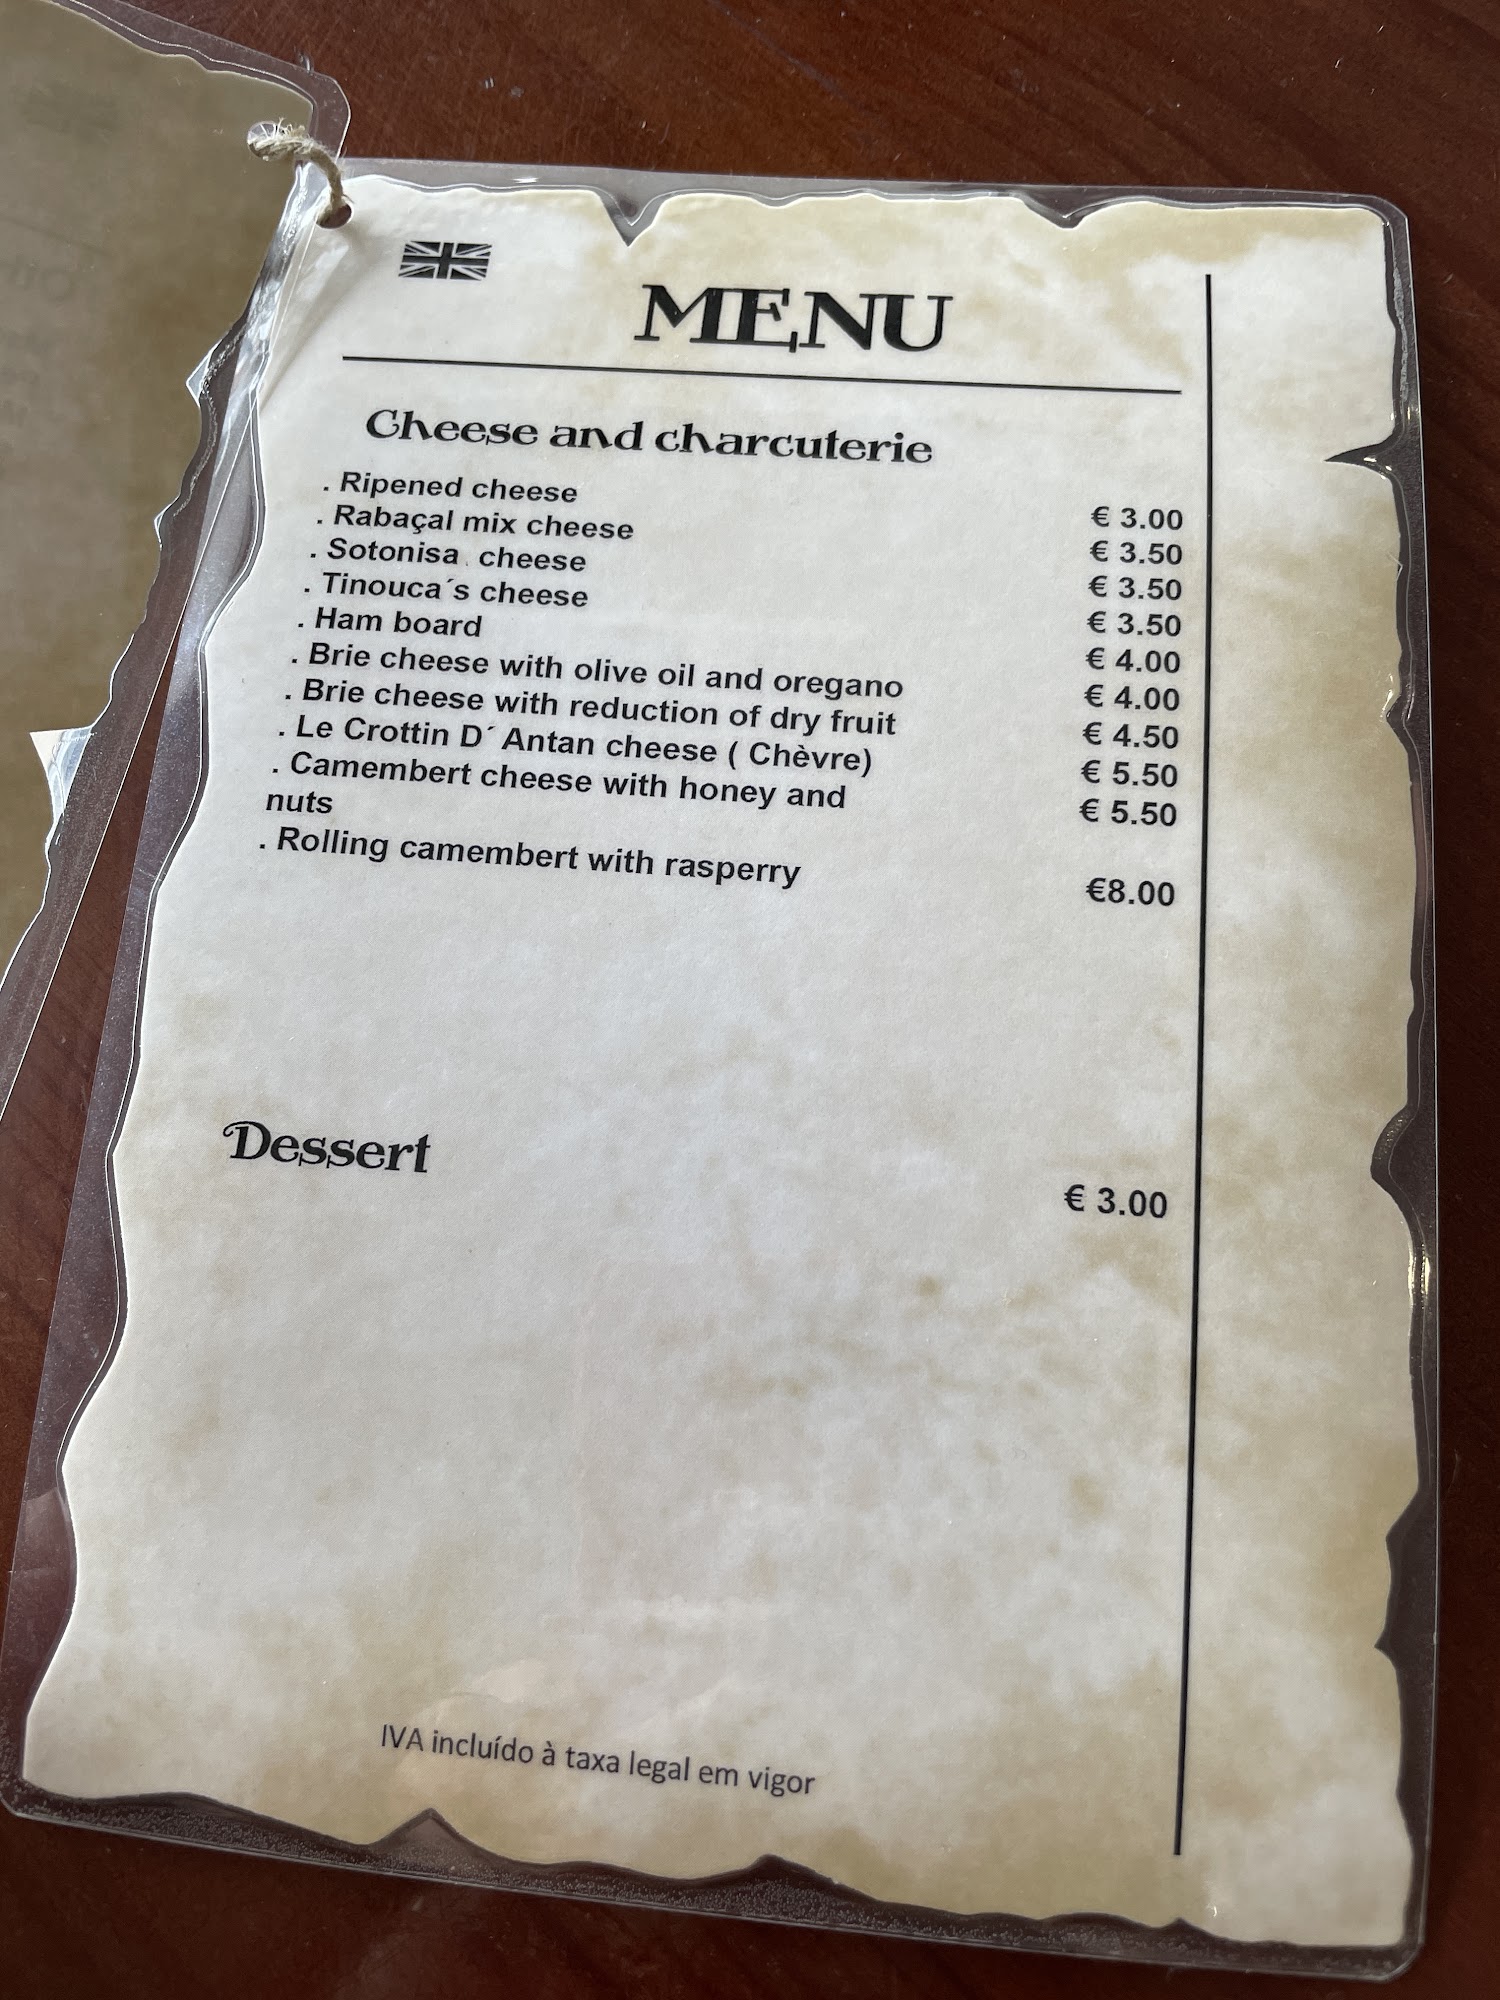 MENU
Cheese and charcuterie
. Ripened cheese € 3.00
. Rabaçal mix cheese € 3.50
. Sotonisa . cheese € 3.50
. Tinouca´s cheese € 3.50
. Ham board € 4.00
. Brie cheese with olive oil and oregano € 4.00
. Brie cheese with reduction of dry fruit € 4.50
. Le Crottin D´ Antan cheese ( Chèvre) € 5.50
. Camembert cheese with honey and € 5.50
nuts
. Rolling camembert with rasperry €8.00
Dessert € 3.00
IVA incluído à taxa legal em vigor